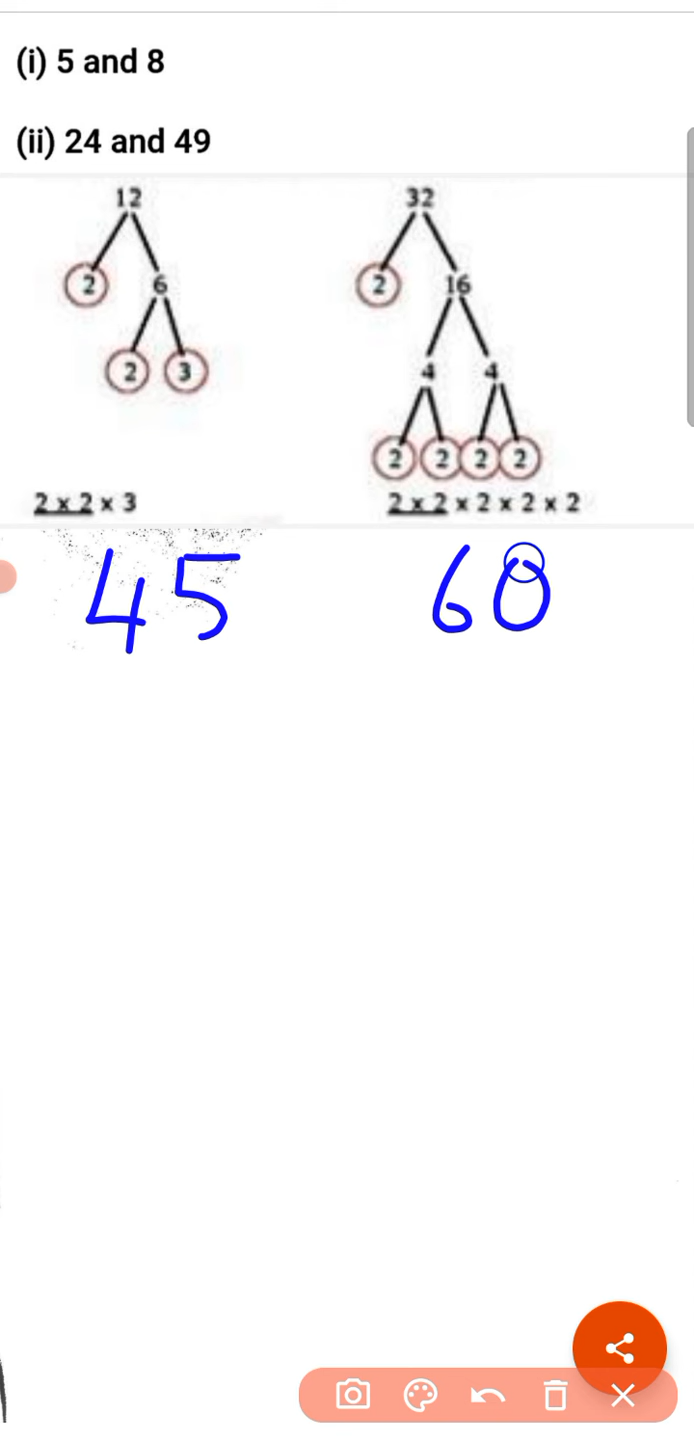 (i) 5 and 8
(ii) 24 and 49
12 32
2 6 2 16
2 3 4 4
2 2 2 2
2 x 2 x 3 2 x 2 x 2 x 2 x 2
45 60